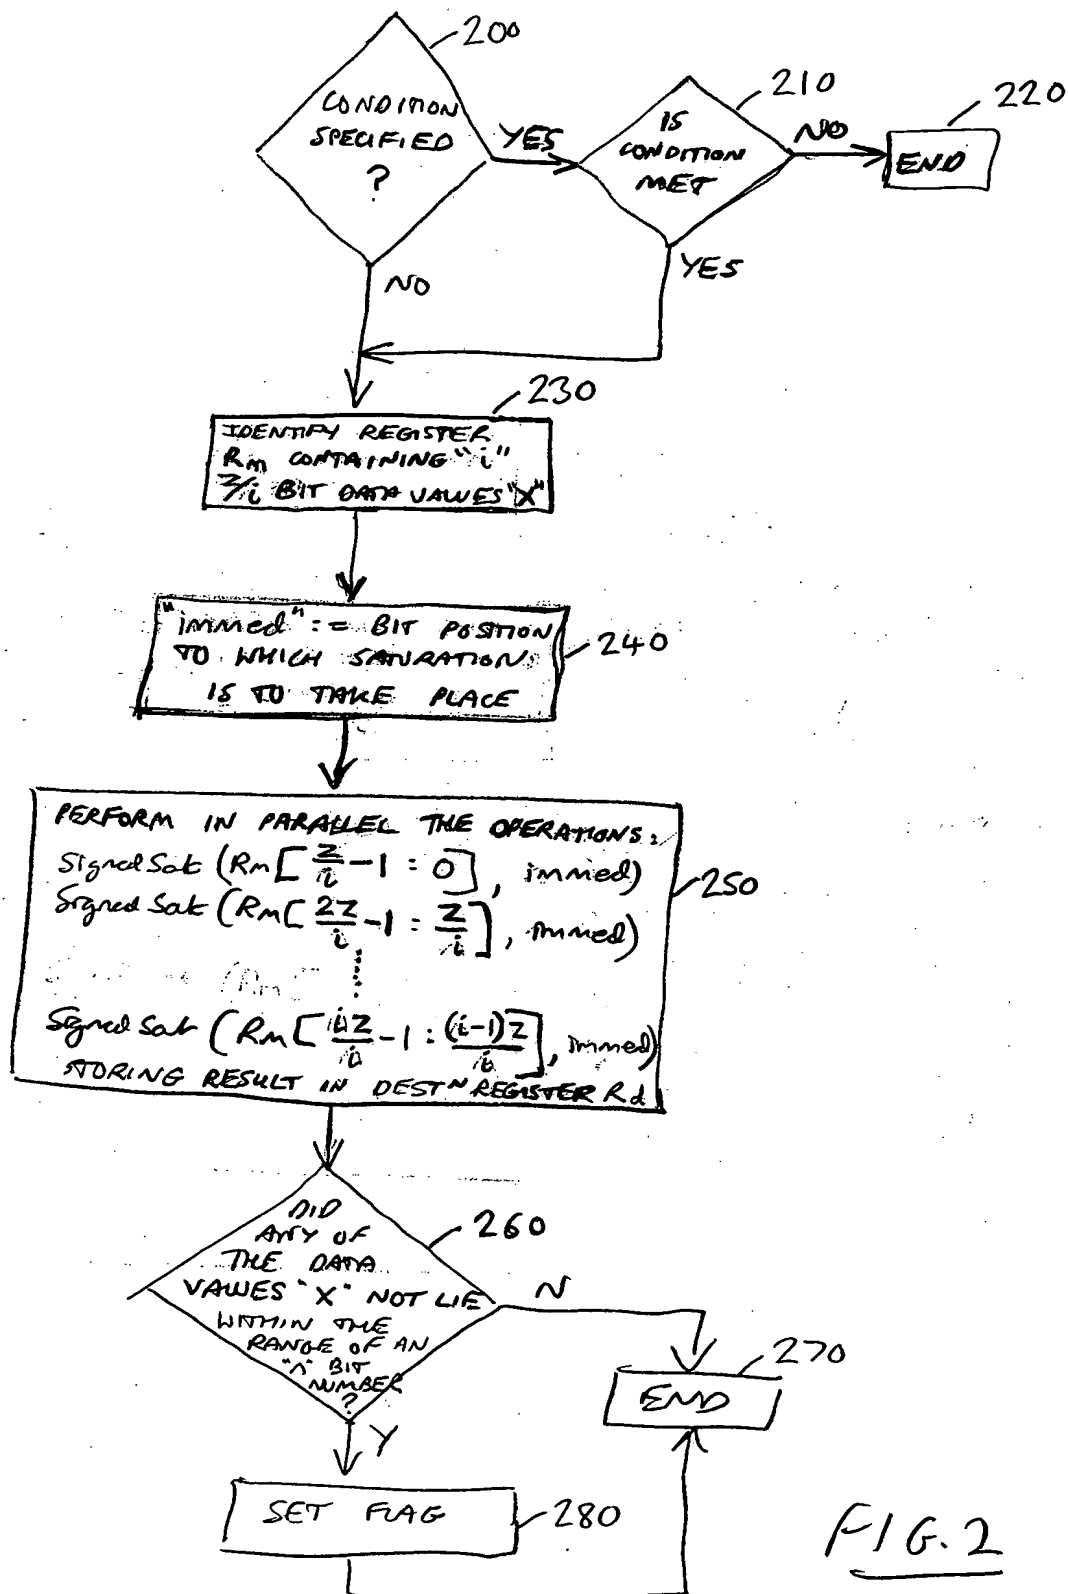 200
CONDITION
SPECIFIED
?
YES
210
IS
CONDITION
MET
NO
220
END
NO
YES
230
IDENTIFY REGISTER
Rm CONTAINING "i"
Z/i BIT DATA VALUES "X"
"immed" := BIT POSITION
TO WHICH SATURATION
IS TO TAKE PLACE
240
PERFORM IN PARALLEL THE OPERATIONS:
Signed Sat (Rm[Z/i -1 : 0], immed)
Signed Sat (Rm[2Z/i -1 : Z/i], immed)
Signed Sat (Rm[iZ/i -1 : (i-1)Z/i], immed)
STORING RESULT IN DESTN REGISTER Rd
250
DID
ANY OF
THE DATA
VALUES "X" NOT LIE
WITHIN THE
RANGE OF AN
"n" BIT
NUMBER
?
260
N
270
END
Y
SET FLAG
280
FIG. 2